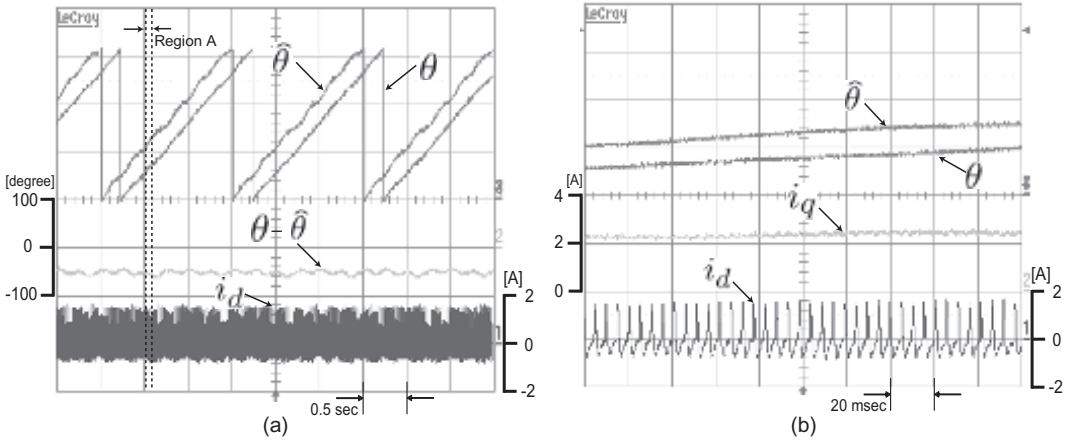 LeCroy
Region A
θ̂
θ
[degree]
100
0
-100
θ - θ̂
i_d
[A]
2
0
-2
0.5 sec
(a)
LeCroy
θ̂
θ
[A]
4
2
0
i_q
i_d
[A]
2
0
-2
20 msec
(b)